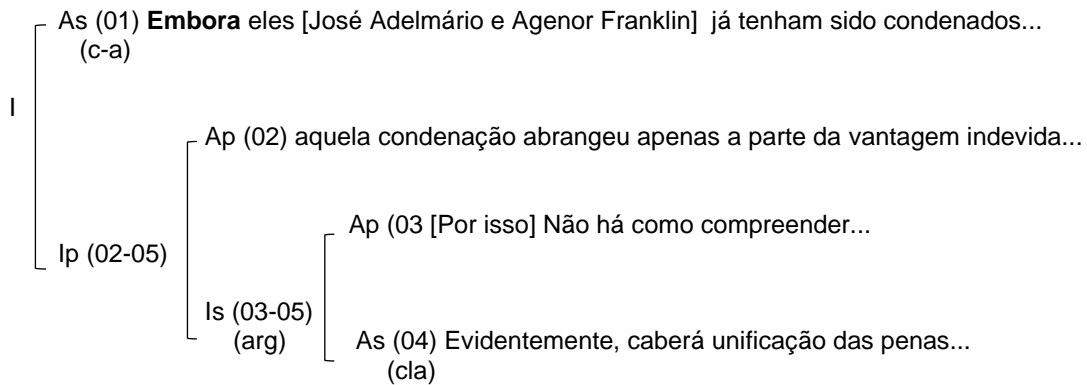 As (01) Embora eles [José Adelmário e Agenor Franklin] já tenham sido condenados...
(c-a)
I
Ap (02) aquela condenação abrangeu apenas a parte da vantagem indevida...
Ap (03 [Por isso] Não há como compreender...
Ip (02-05)
Is (03-05)
(arg)
As (04) Evidentemente, caberá unificação das penas...
(cla)